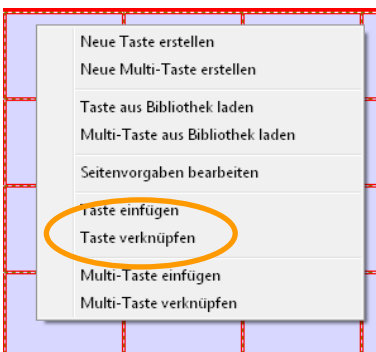 Neue Taste erstellen
Neue Multi-Taste erstellen
Taste aus Bibliothek laden
Multi-Taste aus Bibliothek laden
Seitenvorgaben bearbeiten
Taste einfügen
Taste verknüpfen
Multi-Taste einfügen
Multi-Taste verknüpfen